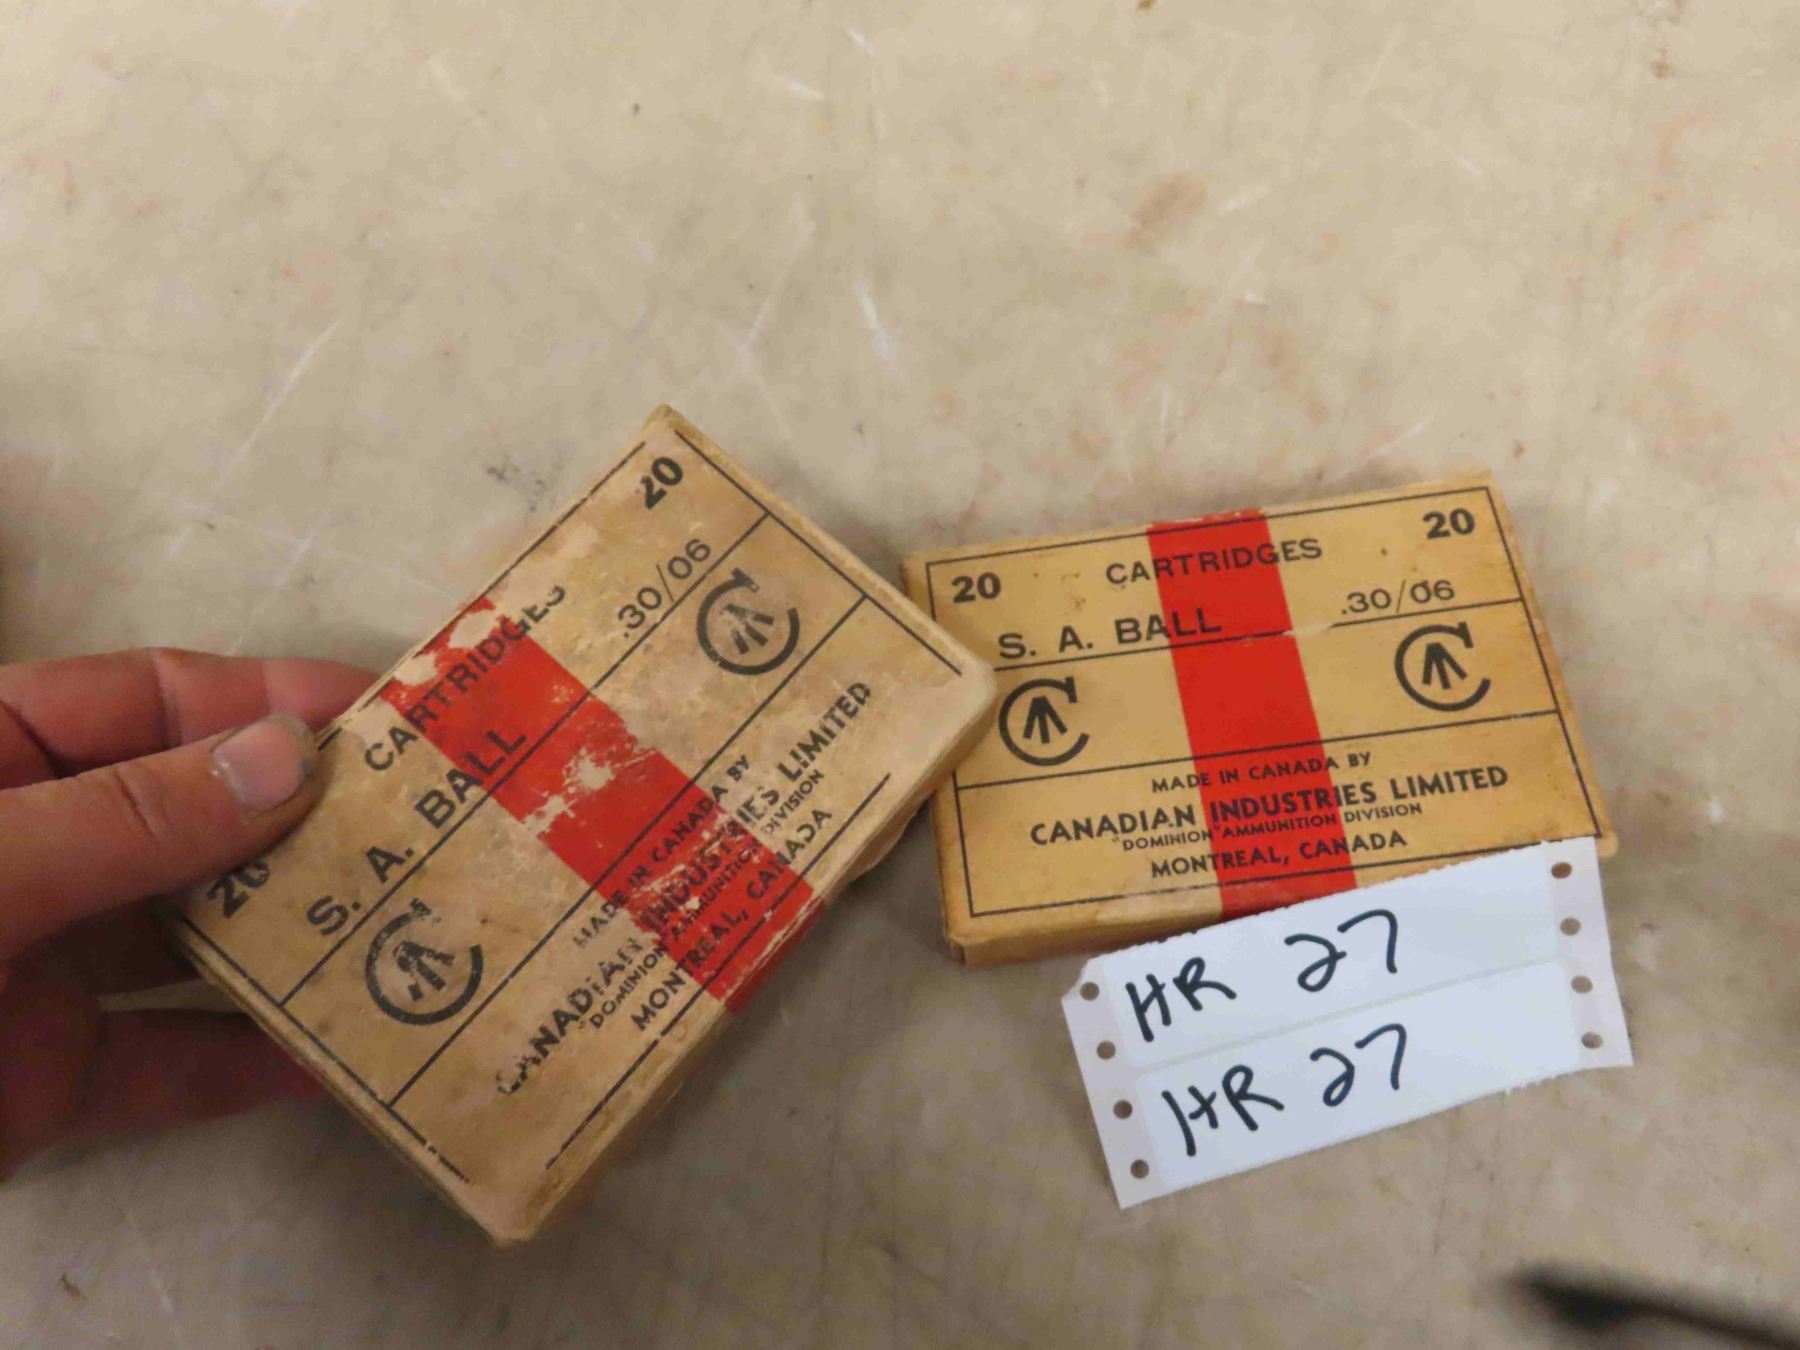 20 20
CARTRIDGES
S. A. BALL .30/06
MADE IN CANADA BY
CANADIAN INDUSTRIES LIMITED
"DOMINION" AMMUNITION DIVISION
MONTREAL, CANADA
20 20
CARTRIDGES
S. A. BALL .30/06
MADE IN CANADA BY
CANADIAN INDUSTRIES LIMITED
"DOMINION" AMMUNITION DIVISION
MONTREAL, CANADA
HR 27
HR 27